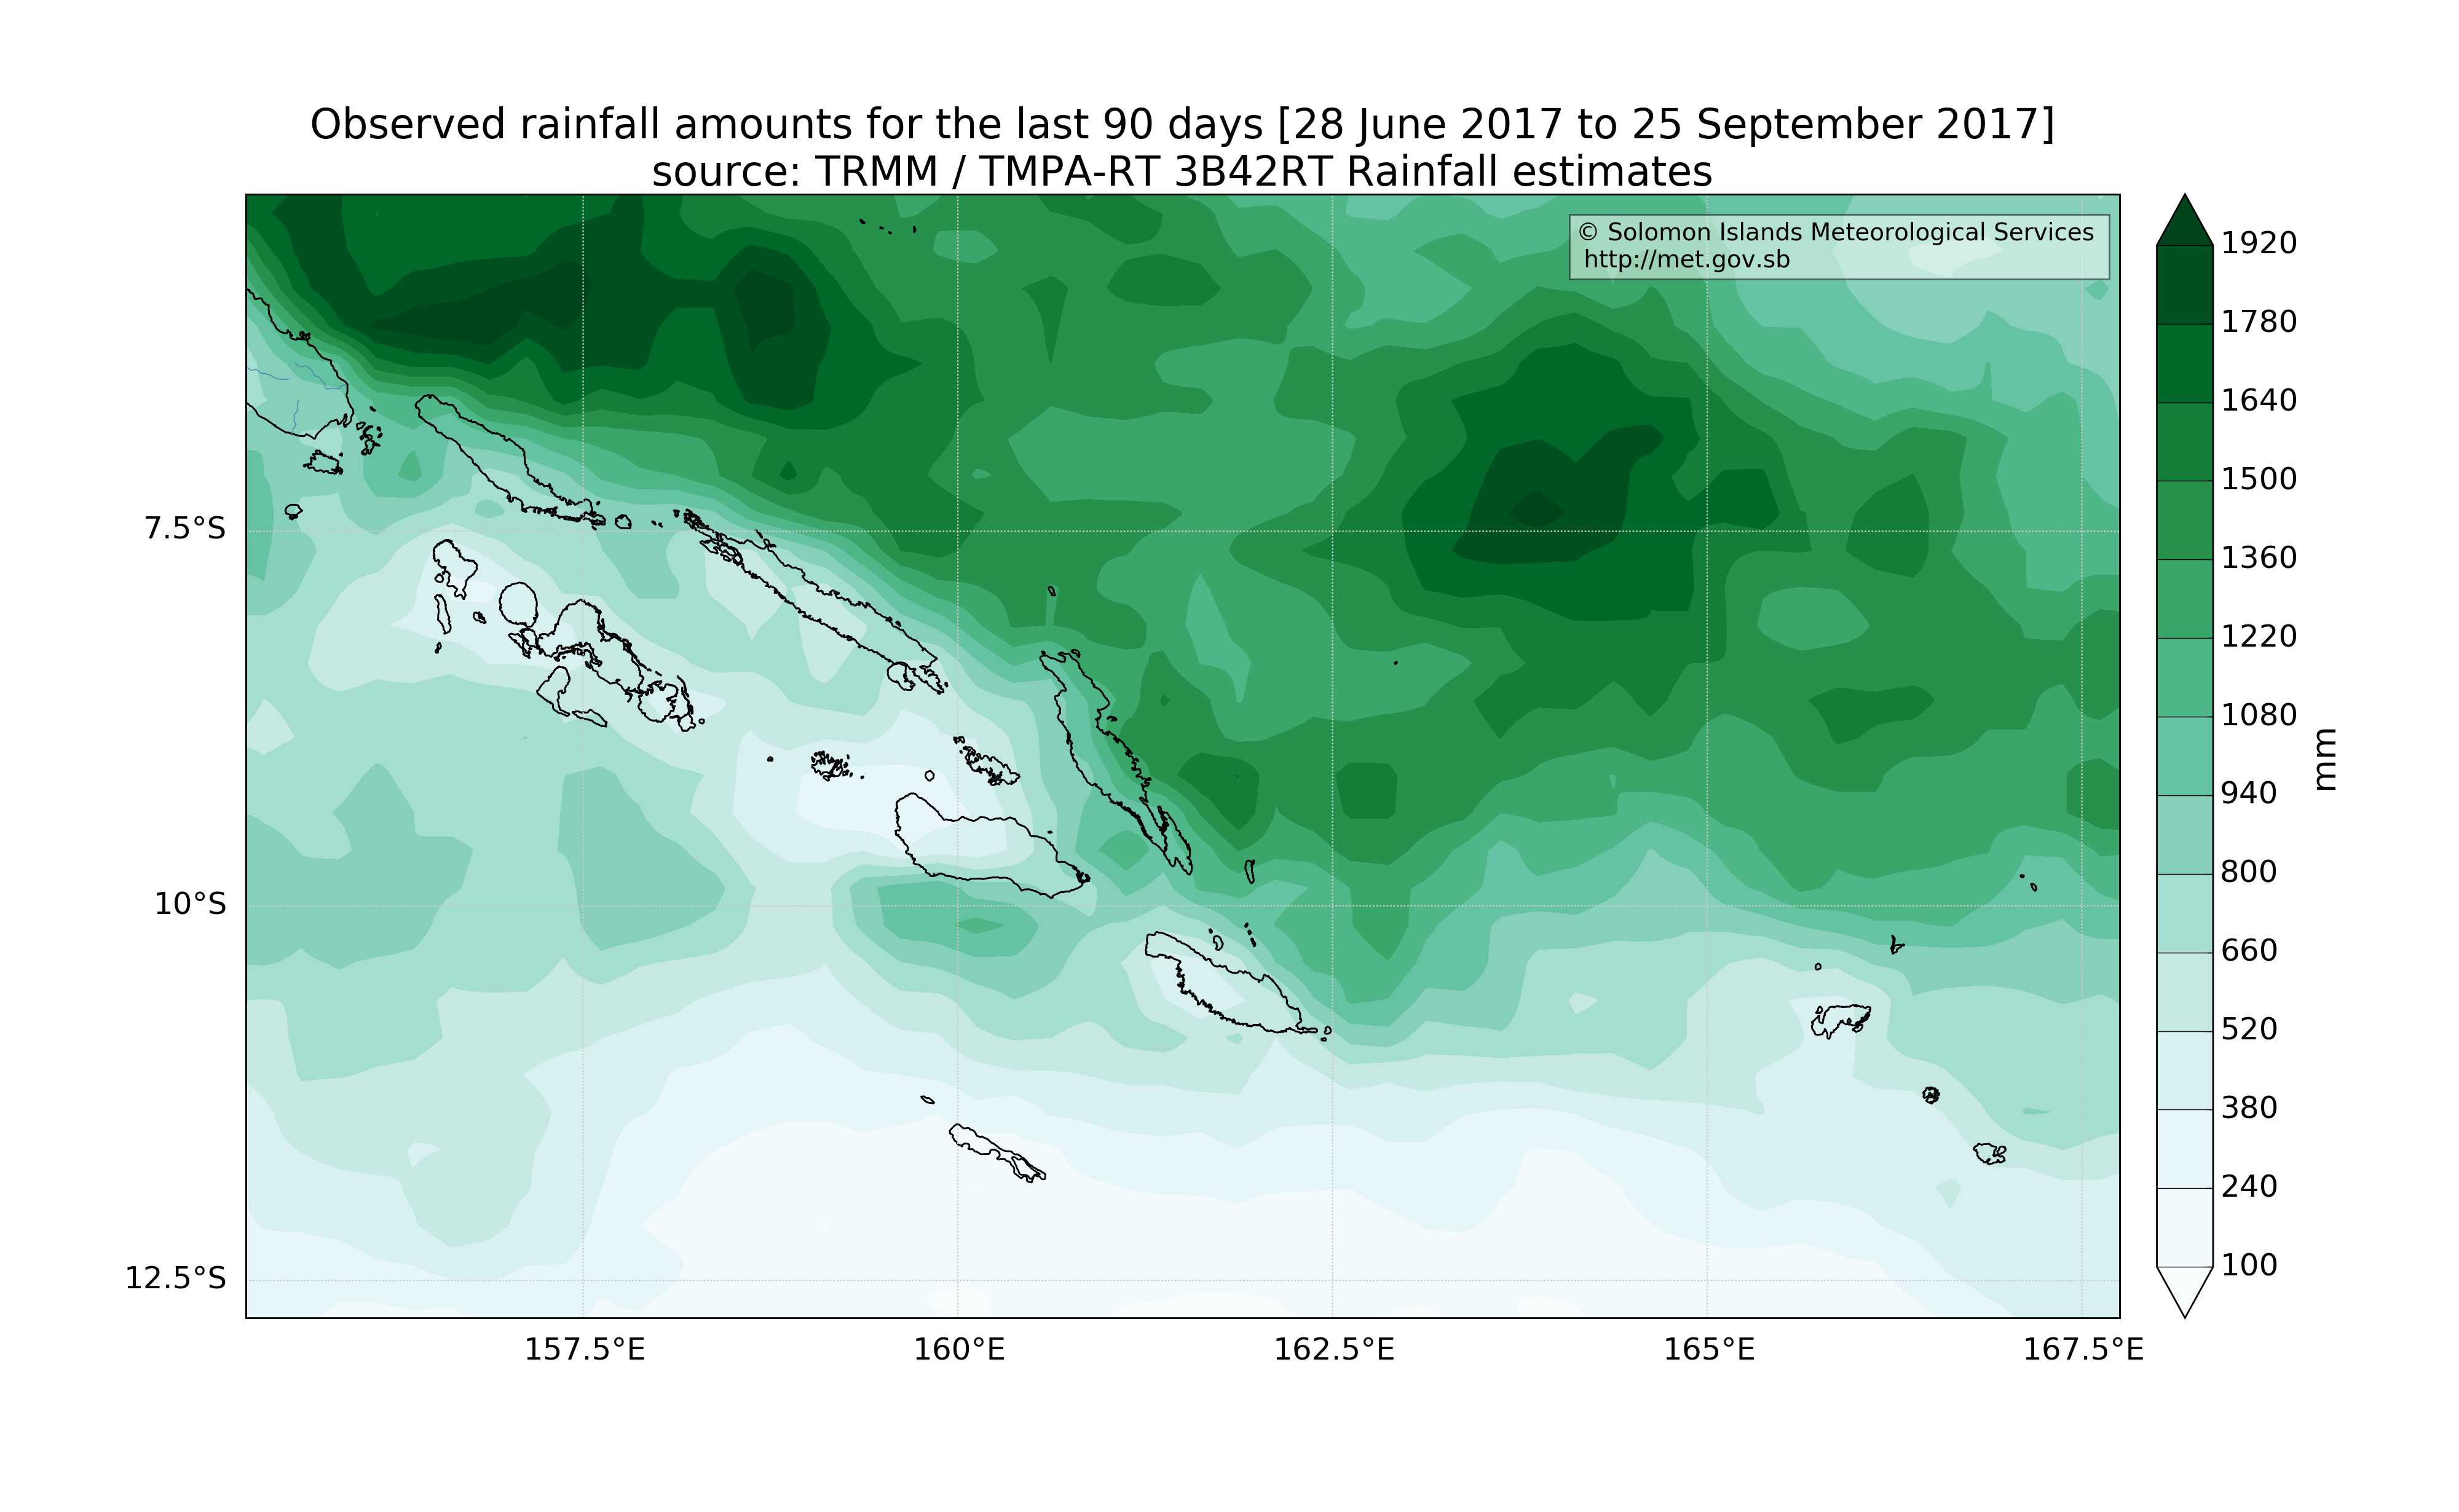 Observed rainfall amounts for the last 90 days [28 June 2017 to 25 September 2017]
source: TRMM / TMPA-RT 3B42RT Rainfall estimates
© Solomon Islands Meteorological Services
http://met.gov.sb
7.5°S
10°S
12.5°S
157.5°E
160°E
162.5°E
165°E
167.5°E
1920
1780
1640
1500
1360
1220
1080
940
800
660
520
380
240
100
mm